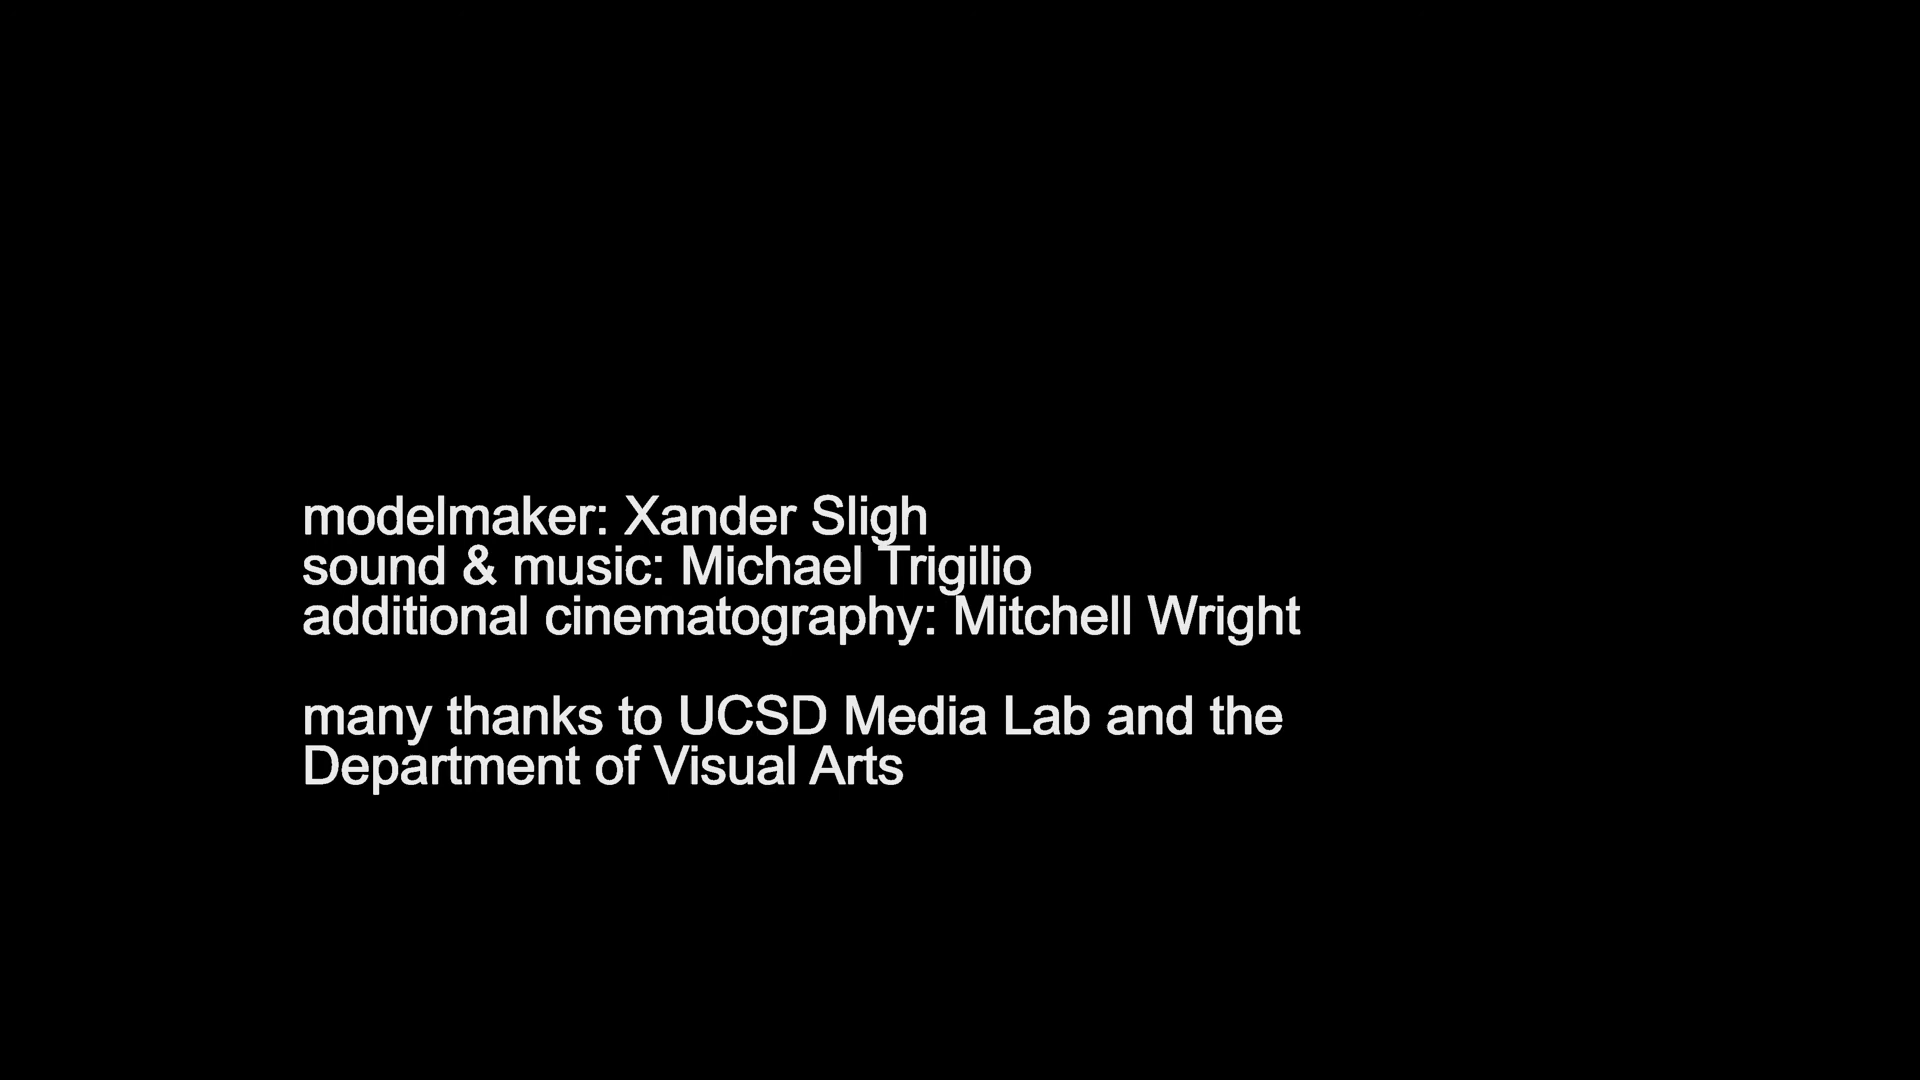 modelmaker: Xander Sligh
sound & music: Michael Trigilio
additional cinematography: Mitchell Wright
many thanks to UCSD Media Lab and the
Department of Visual Arts